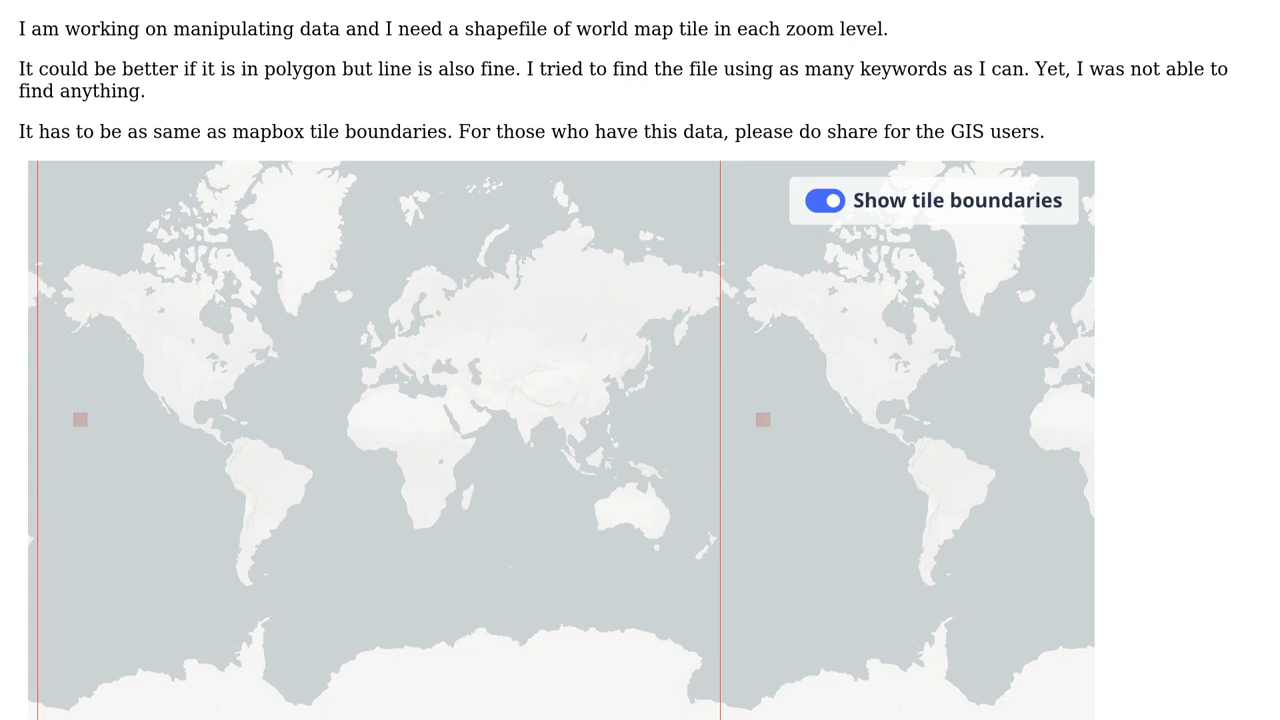 I am working on manipulating data and I need a shapefile of world map tile in each zoom level.
It could be better if it is in polygon but line is also fine. I tried to find the file using as many keywords as I can. Yet, I was not able to
find anything.
It has to be as same as mapbox tile boundaries. For those who have this data, please do share for the GIS users.
Show tile boundaries